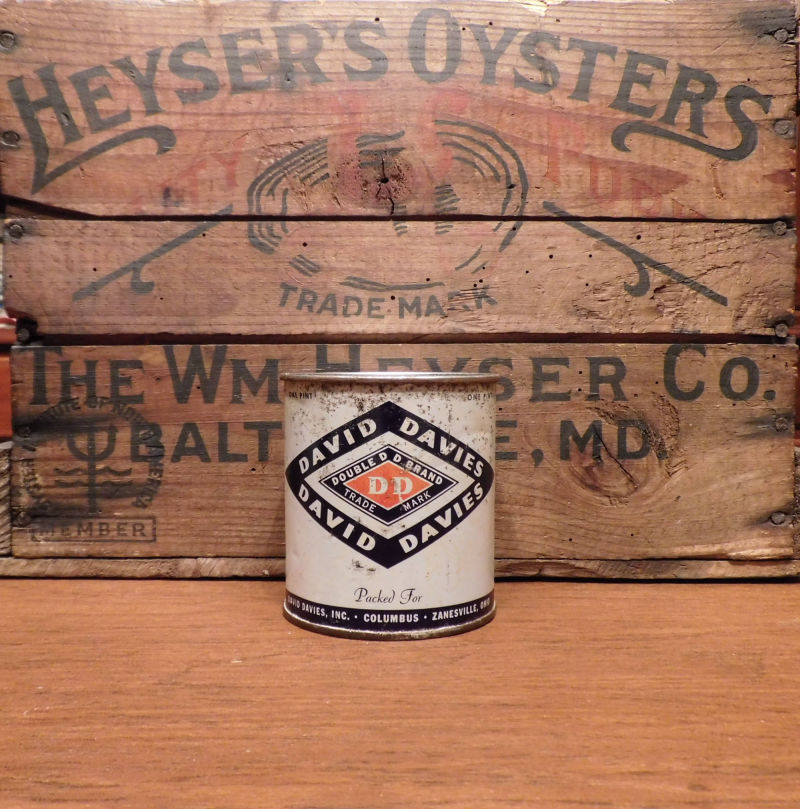 HEYSER'S OYSTERS
TRADE MARK
THE WM HEYSER CO.
BALT E, MD.
MEMBER
ONE PINT ONE PINT
DAVID DAVIES
DOUBLE D D BRAND
DD
TRADE MARK
DAVID DAVIES
Packed For
DAVID DAVIES, INC. · COLUMBUS · ZANESVILLE, OHIO